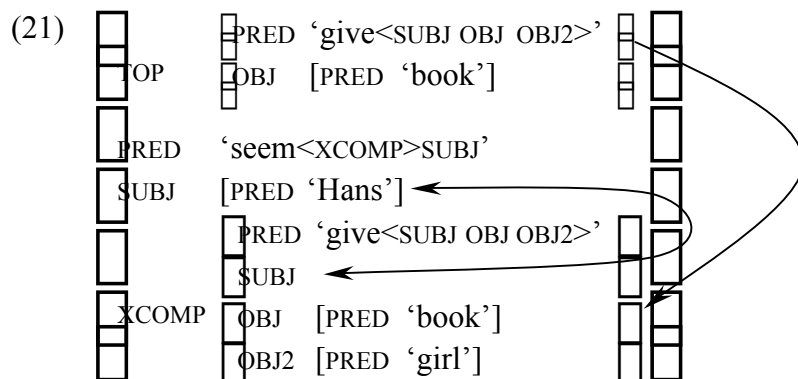 (21) PRED ‘give<SUBJ OBJ OBJ2>’
TOP OBJ [PRED ‘book’]
PRED ‘seem<XCOMP>SUBJ’
SUBJ [PRED ‘Hans’]
PRED ‘give<SUBJ OBJ OBJ2>’
SUBJ
XCOMP OBJ [PRED ‘book’]
OBJ2 [PRED ‘girl’]